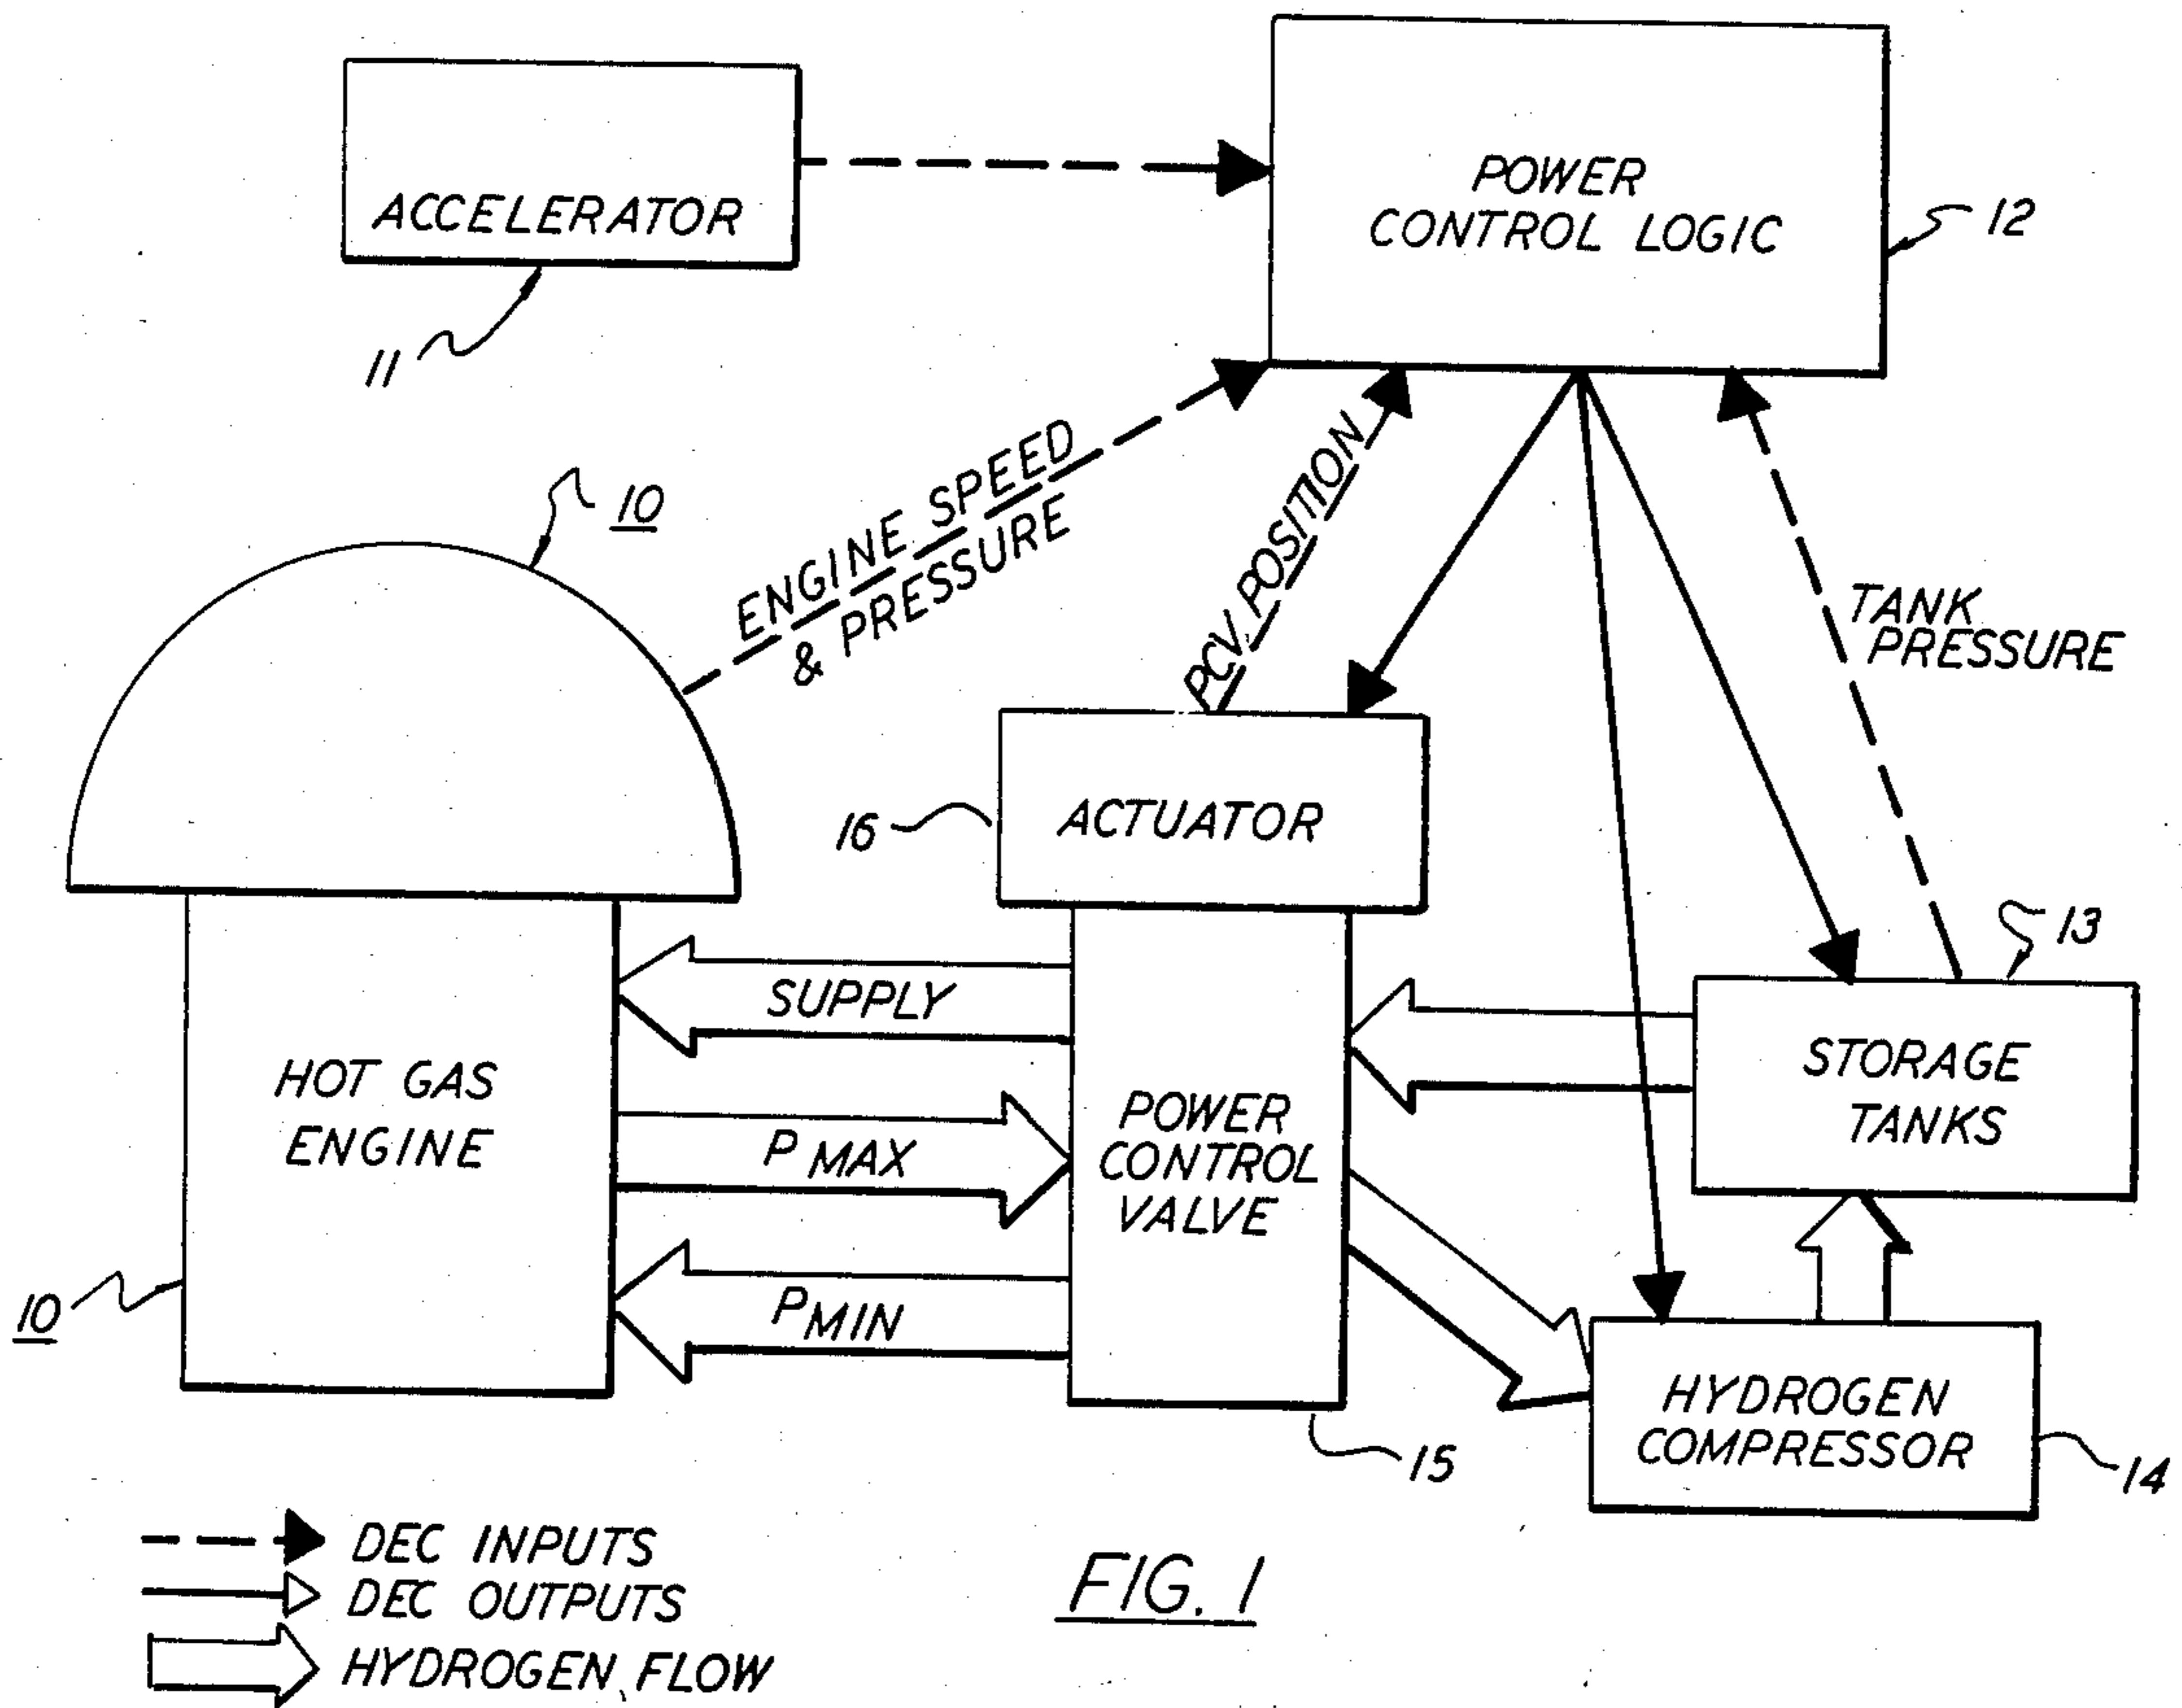 ACCELERATOR
11
POWER
CONTROL LOGIC
12
10
ENGINE SPEED
& PRESSURE
PCV POSITION
TANK
PRESSURE
16
ACTUATOR
13
HOT GAS
ENGINE
10
SUPPLY
P MAX
PMIN
POWER
CONTROL
VALVE
15
STORAGE
TANKS
HYDROGEN
COMPRESSOR
14
DEC INPUTS
DEC OUTPUTS
HYDROGEN FLOW
FIG. 1